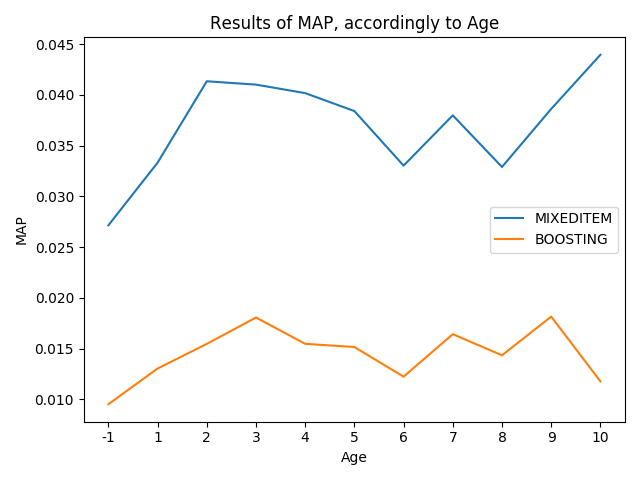 Results of MAP, accordingly to Age
0.045
0.040
0.035
0.030
0.025
0.020
0.015
0.010
MAP
MIXEDITEM
BOOSTING
-1 1 2 3 4 5 6 7 8 9 10
Age